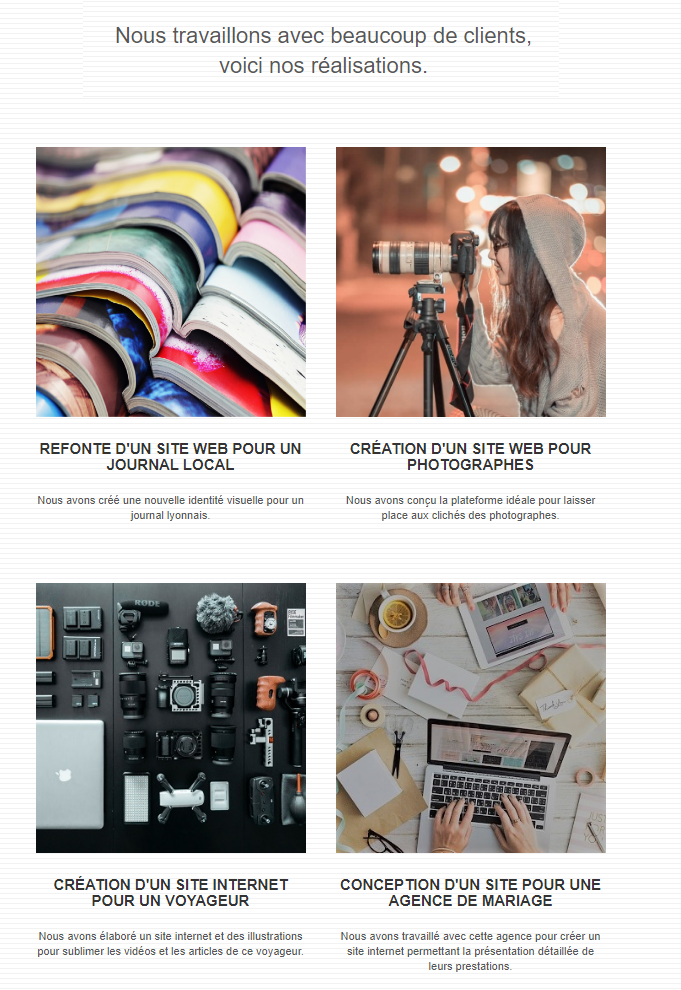 Nous travaillons avec beaucoup de clients,
voici nos réalisations.
REFONTE D'UN SITE WEB POUR UN
JOURNAL LOCAL
Nous avons créé une nouvelle identité visuelle pour un
journal lyonnais.
CRÉATION D'UN SITE WEB POUR
PHOTOGRAPHES
Nous avons conçu la plateforme idéale pour laisser
place aux clichés des photographes.
RØDE
CRÉATION D'UN SITE INTERNET
POUR UN VOYAGEUR
Nous avons élaboré un site internet et des illustrations
pour sublimer les vidéos et les articles de ce voyageur.
CONCEPTION D'UN SITE POUR UNE
AGENCE DE MARIAGE
Nous avons travaillé avec cette agence pour créer un
site internet permettant la présentation détaillée de
leurs prestations.